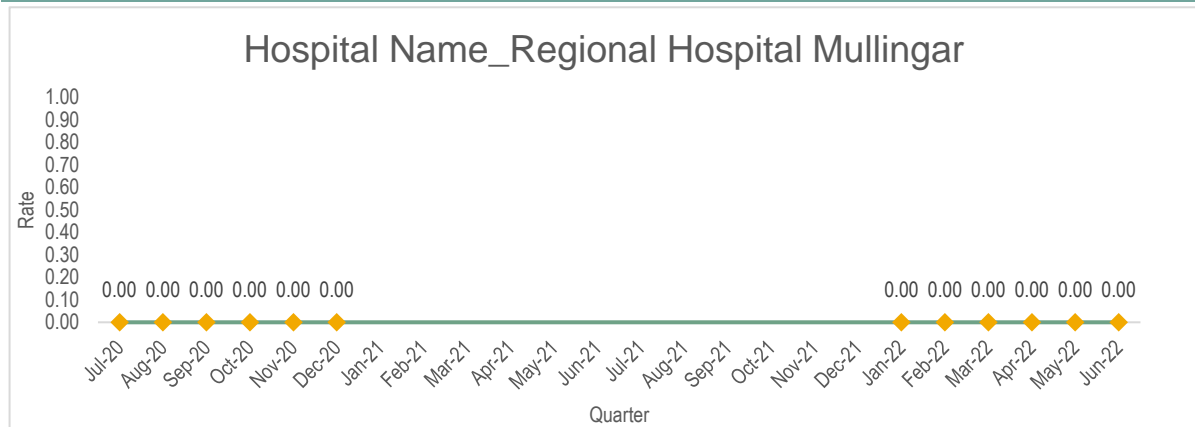 Hospital Name_Regional Hospital Mullingar
1.00
0.90
0.80
0.70
0.60
0.50
0.40
0.30
0.20
0.10
0.00
Rate
0.00 0.00 0.00 0.00 0.00 0.00 0.00 0.00 0.00 0.00 0.00 0.00
Jul-20 Aug-20 Sep-20 Oct-20 Nov-20 Dec-20 Jan-21 Feb-21 Mar-21 Apr-21 May-21 Jun-21 Jul-21 Aug-21 Sep-21 Oct-21 Nov-21 Dec-21 Jan-22 Feb-22 Mar-22 Apr-22 May-22 Jun-22
Quarter